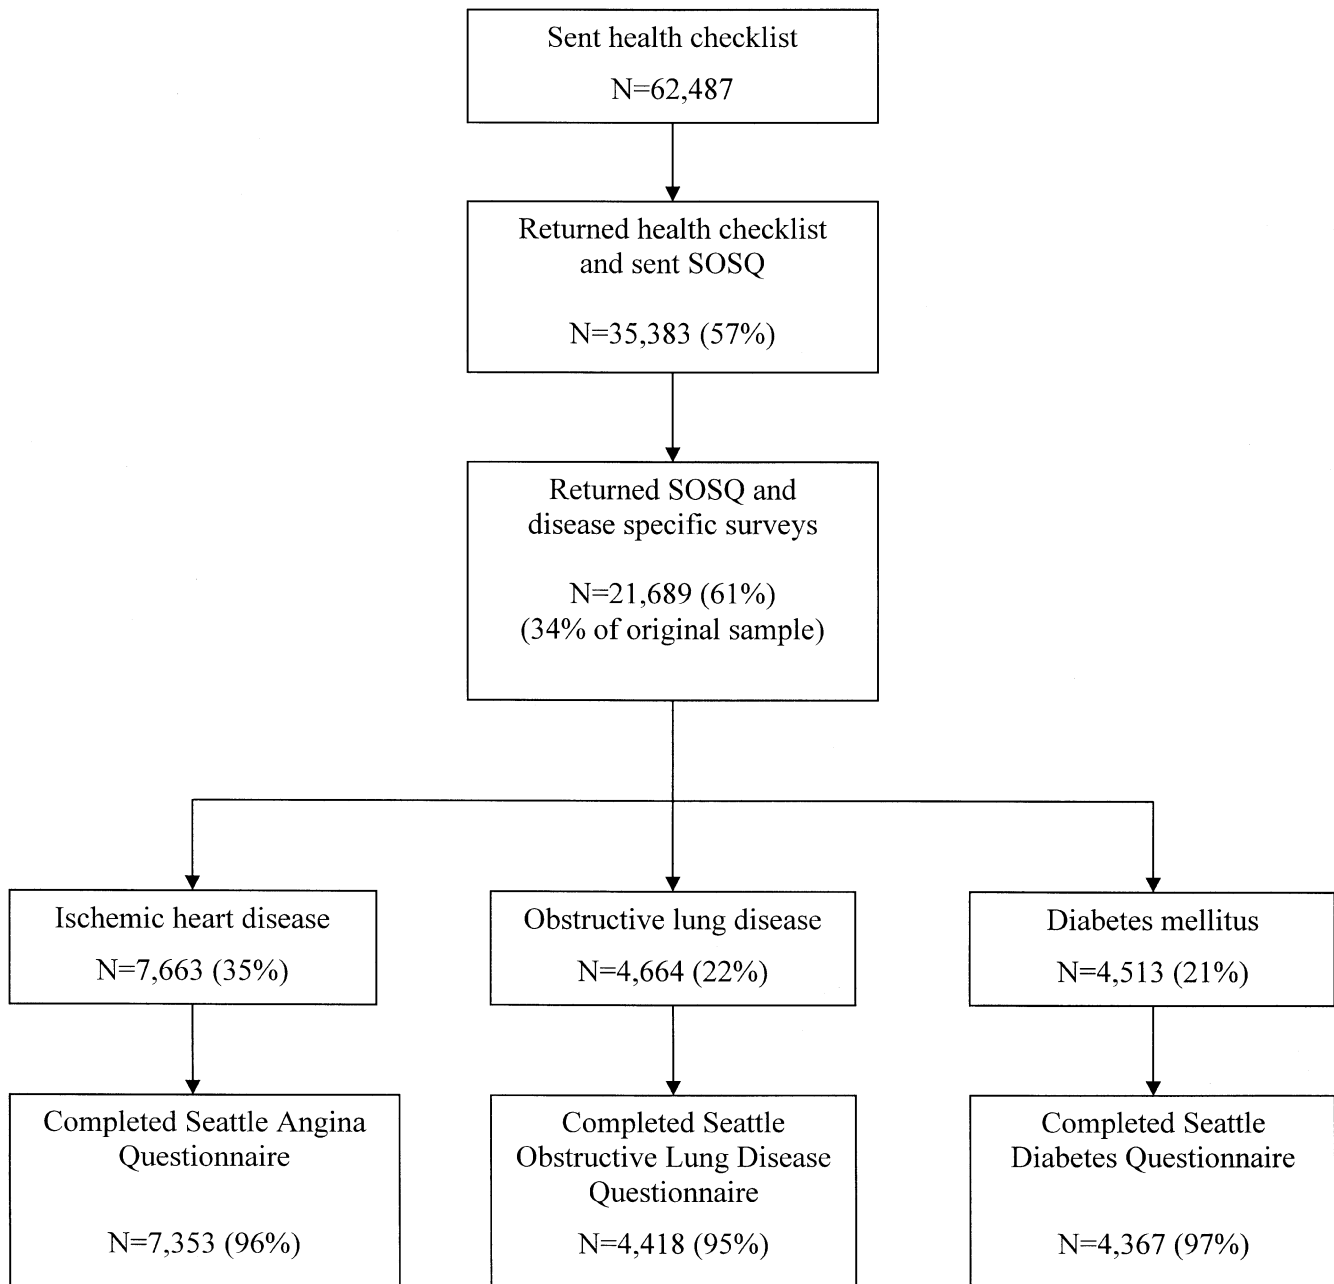 Sent health checklist
N=62,487
Returned health checklist
and sent SOSQ
N=35,383 (57%)
Returned SOSQ and
disease specific surveys
N=21,689 (61%)
(34% of original sample)
Ischemic heart disease
N=7,663 (35%)
Obstructive lung disease
N=4,664 (22%)
Diabetes mellitus
N=4,513 (21%)
Completed Seattle Angina
Questionnaire
N=7,353 (96%)
Completed Seattle
Obstructive Lung Disease
Questionnaire
N=4,418 (95%)
Completed Seattle
Diabetes Questionnaire
N=4,367 (97%)